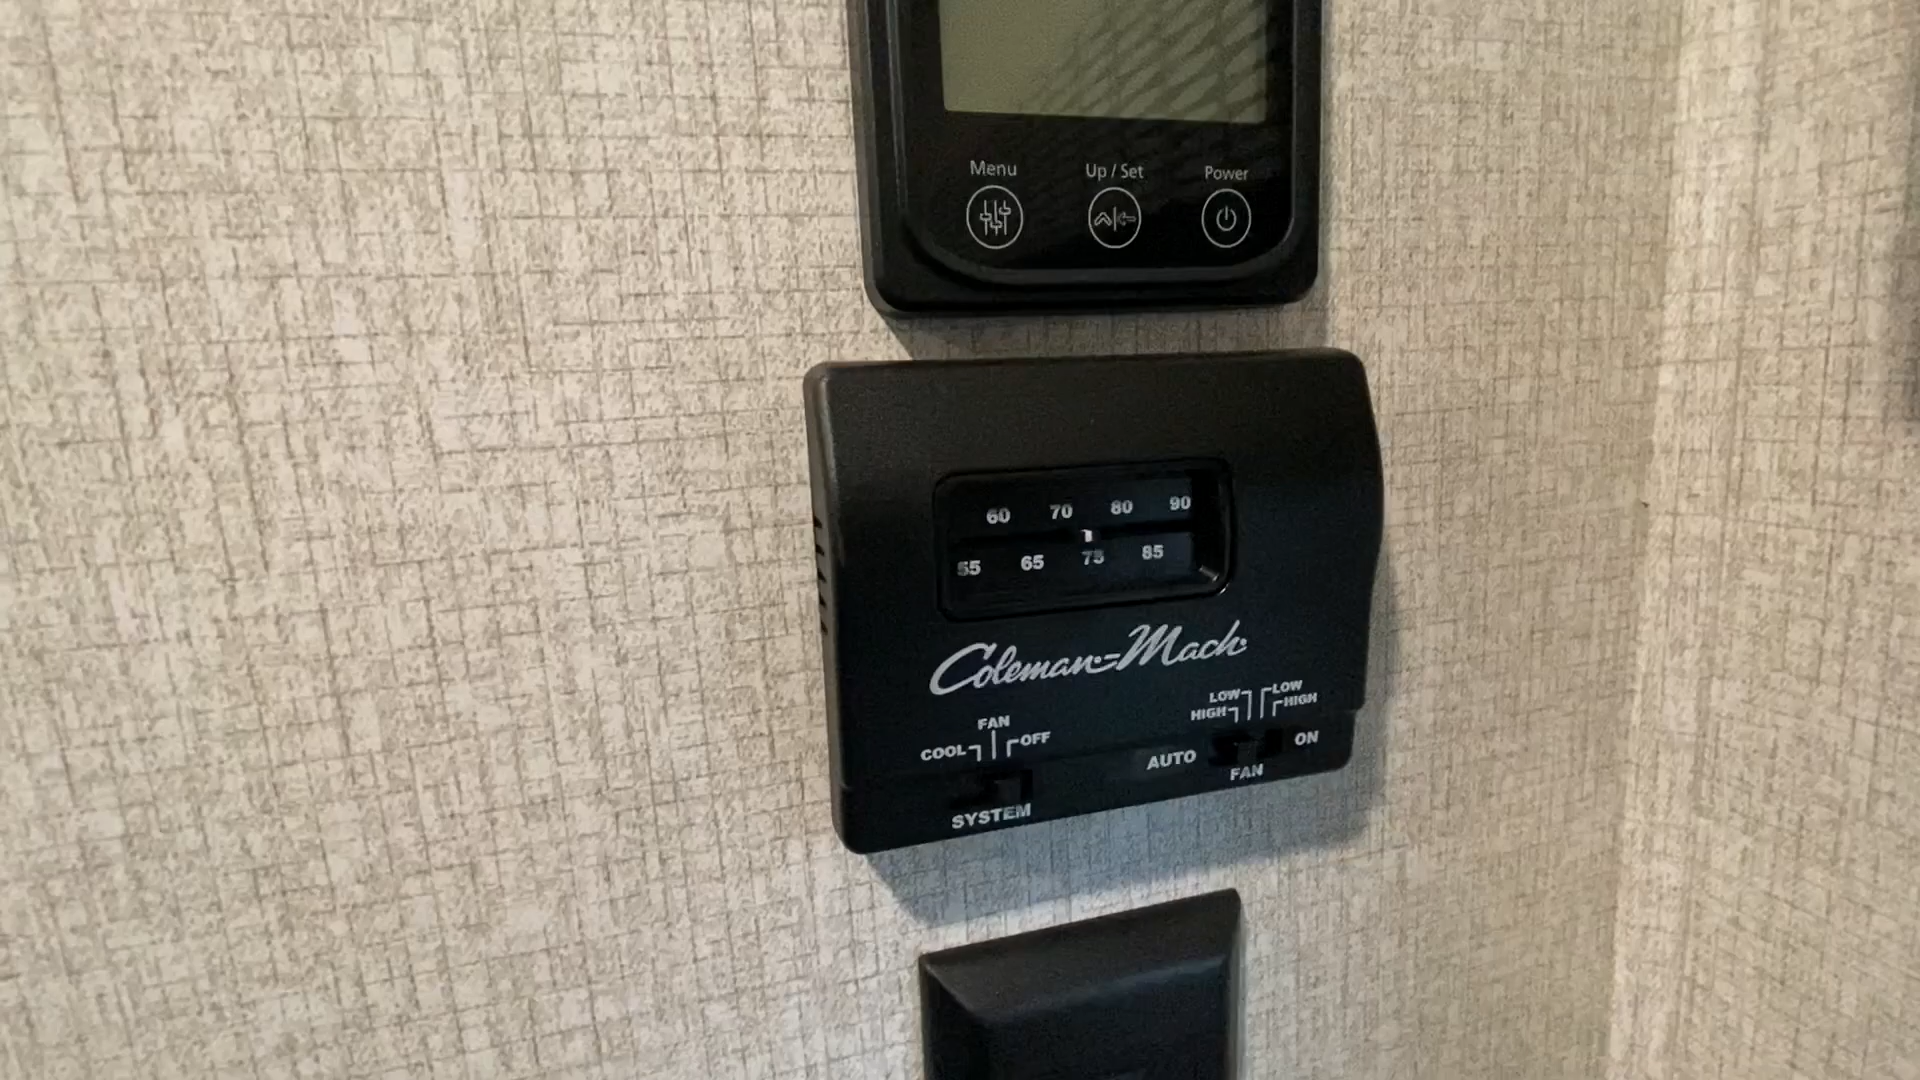 Menu Up / Set Power
60 70 80 90
55 65 75 85
Coleman-Mach
FAN
COOL OFF
SYSTEM
LOW LOW
HIGH HIGH
AUTO ON
FAN